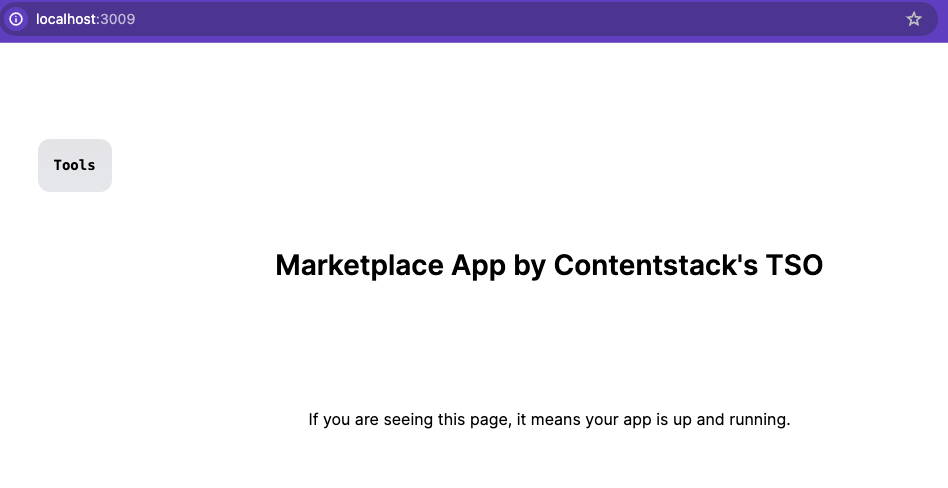 localhost:3009
Tools
Marketplace App by Contentstack's TSO
If you are seeing this page, it means your app is up and running.